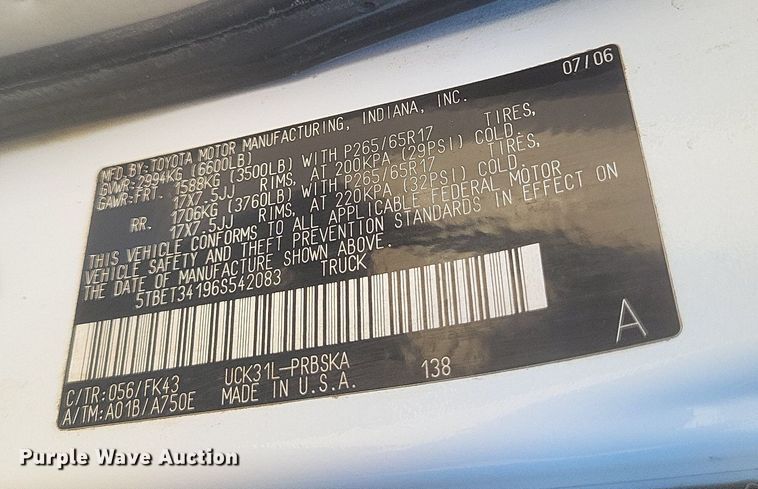 07/06
MFD.BY:TOYOTA MOTOR MANUFACTURING, INDIANA, INC.
GVWR:2994KG (6600LB)
GAWR:FRT. 1588KG (3500LB) WITH P265/65R17 TIRES,
17X7.5JJ RIMS, AT 200KPA (29PSI) COLD.
RR. 1706KG (3760LB) WITH P265/65R17 TIRES,
17X7.5JJ RIMS, AT 220KPA (32PSI) COLD.
THIS VEHICLE CONFORMS TO ALL APPLICABLE FEDERAL MOTOR
VEHICLE SAFETY AND THEFT PREVENTION STANDARDS IN EFFECT ON
THE DATE OF MANUFACTURE SHOWN ABOVE.
5TBET34196S542083 TRUCK
C/TR:056/FK43 UCK31L-PRBSKA 138
A/TM:A01B/A750E MADE IN U.S.A.
A
Purple Wave Auction